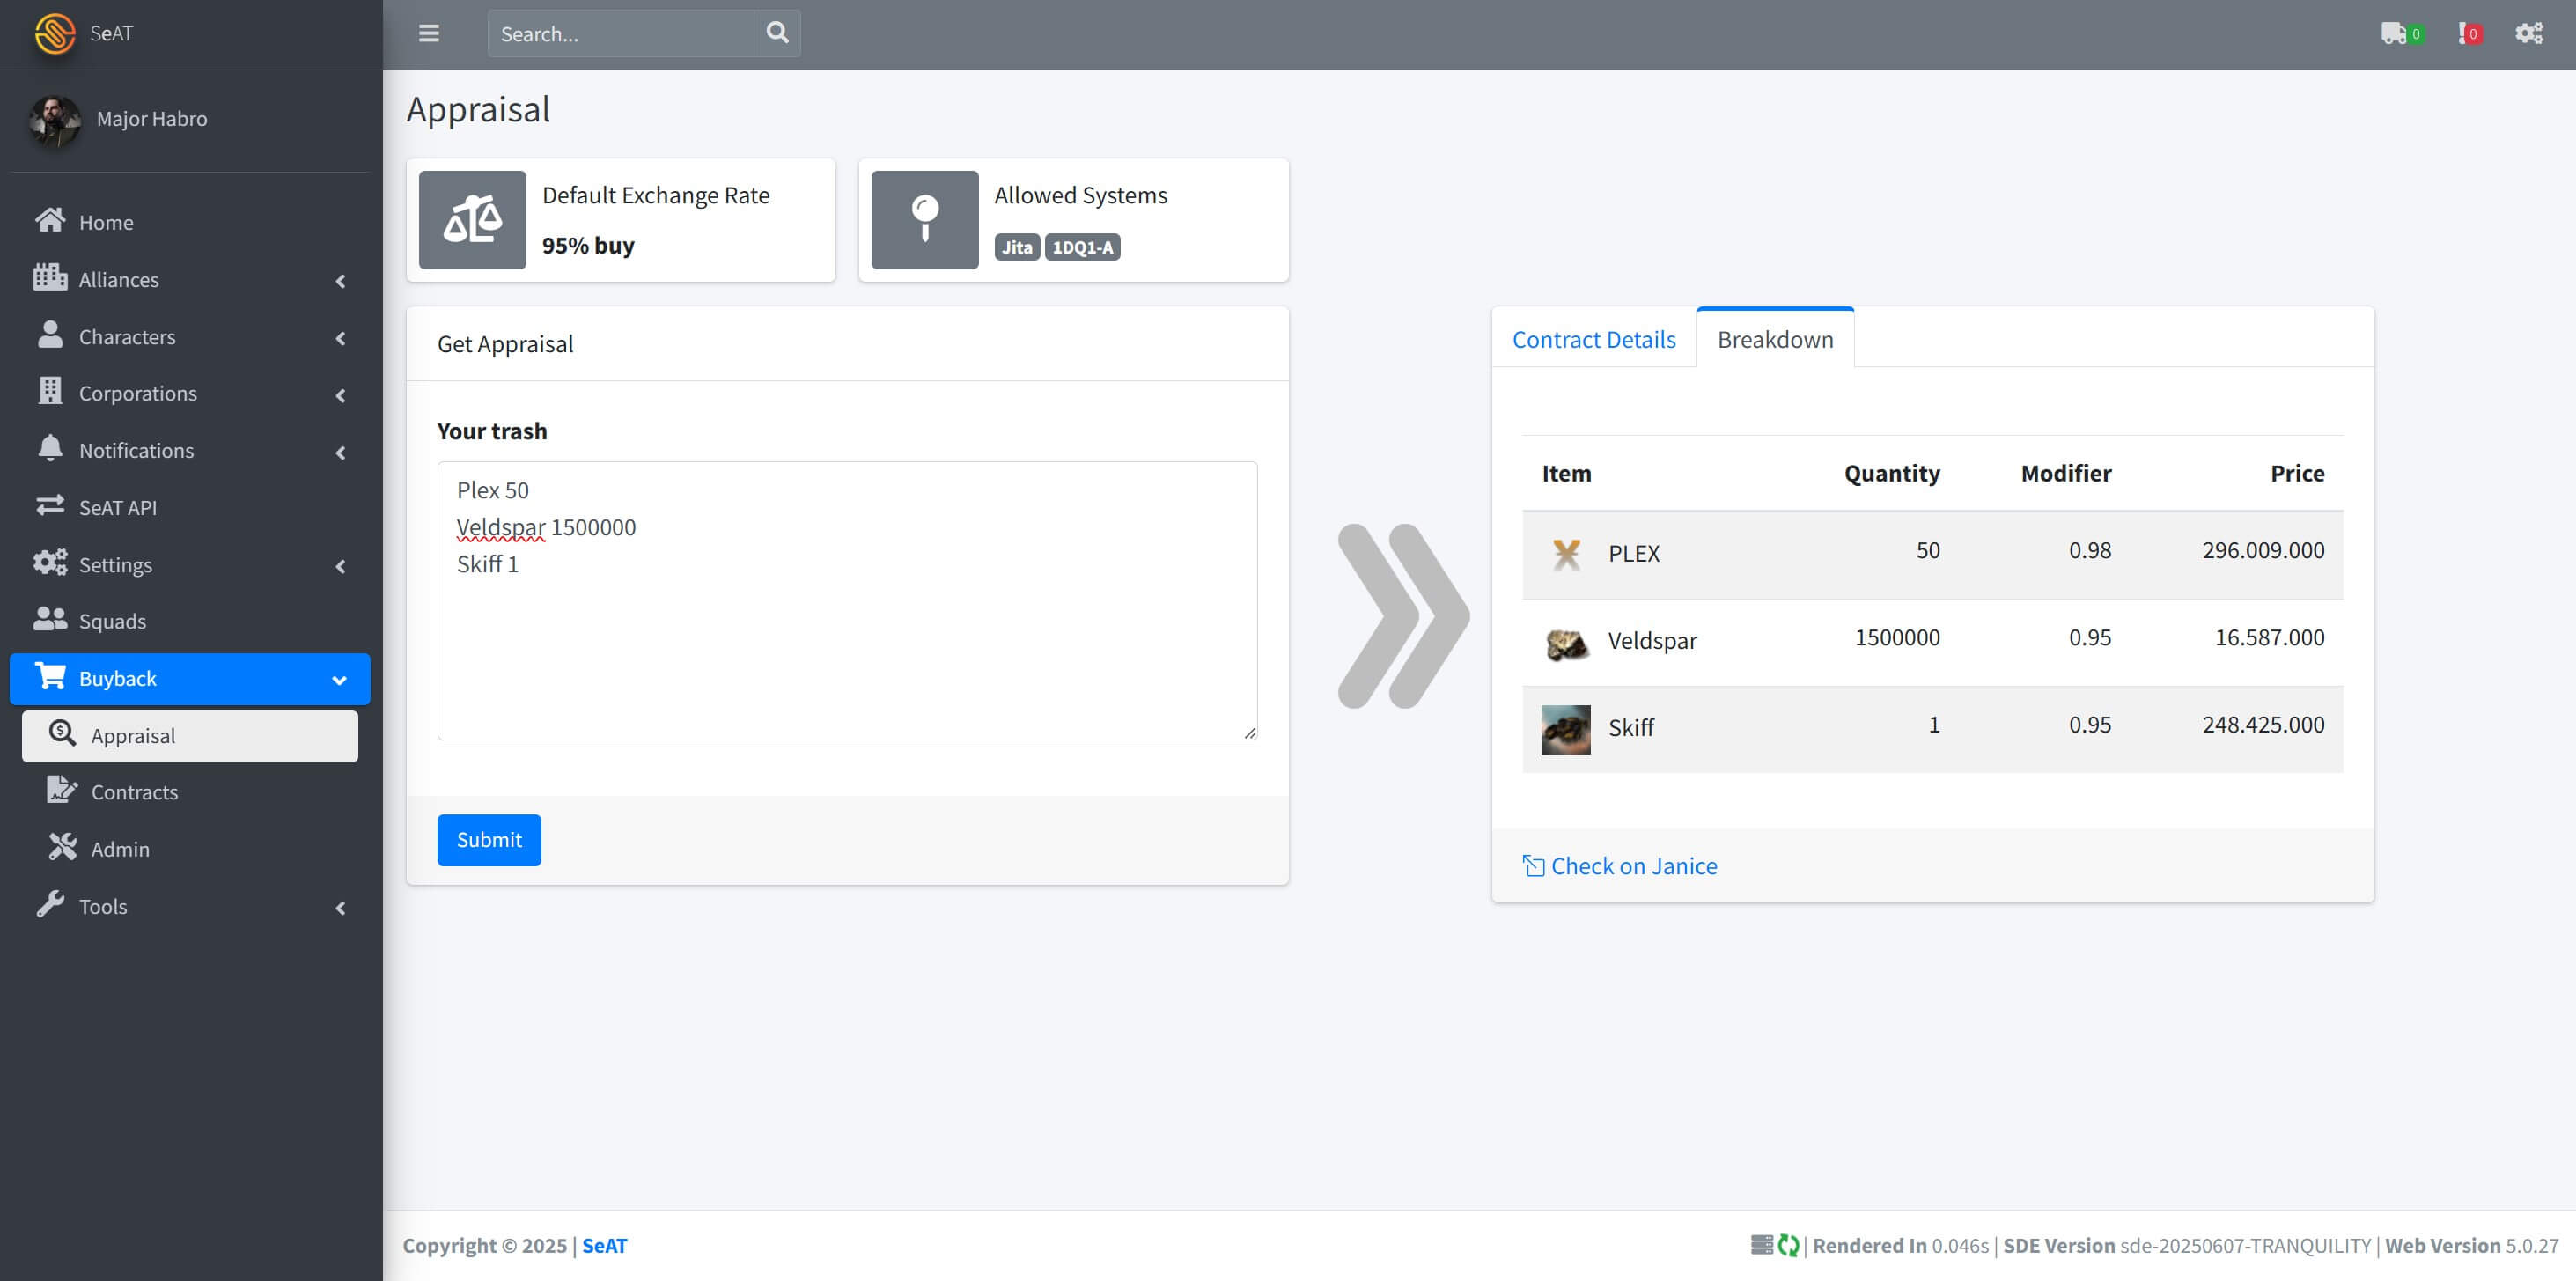 SeAT
Search...
0
0
Major Habro
Home
Alliances
Characters
Corporations
Notifications
SeAT API
Settings
Squads
Buyback
Appraisal
Contracts
Admin
Tools
Appraisal
Default Exchange Rate
95% buy
Allowed Systems
Jita 1DQ1-A
Get Appraisal
Your trash
Plex 50
Veldspar 1500000
Skiff 1
Submit
Contract Details Breakdown
Item Quantity Modifier Price
PLEX 50 0.98 296.009.000
Veldspar 1500000 0.95 16.587.000
Skiff 1 0.95 248.425.000
Check on Janice
Copyright © 2025 | SeAT
| Rendered In 0.046s | SDE Version sde-20250607-TRANQUILITY | Web Version 5.0.27